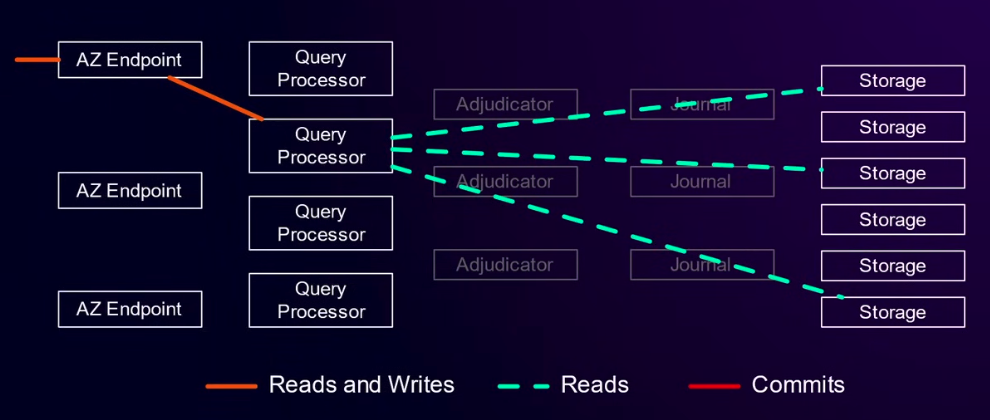 AZ Endpoint
AZ Endpoint
AZ Endpoint
Query
Processor
Query
Processor
Query
Processor
Query
Processor
Adjudicator
Adjudicator
Adjudicator
Journal
Journal
Journal
Storage
Storage
Storage
Storage
Storage
Storage
Reads and Writes
Reads
Commits